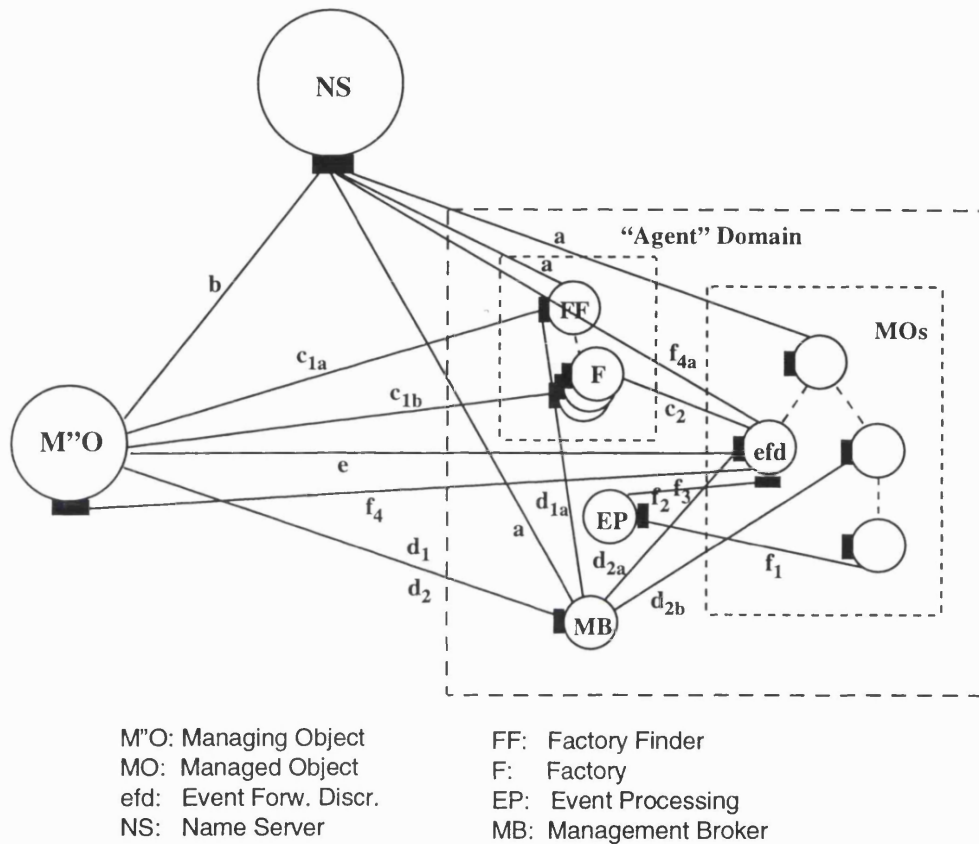 NS
a
“Agent” Domain
a
b
FF
MOs
c1a
f4a
F
c1b
c2
M”O
efd
e
f4
f2
f3
d1a
EP
a
d1
d2a
f1
d2
d2b
MB
M”O: Managing Object
MO: Managed Object
efd: Event Forw. Discr.
NS: Name Server
FF: Factory Finder
F: Factory
EP: Event Processing
MB: Management Broker